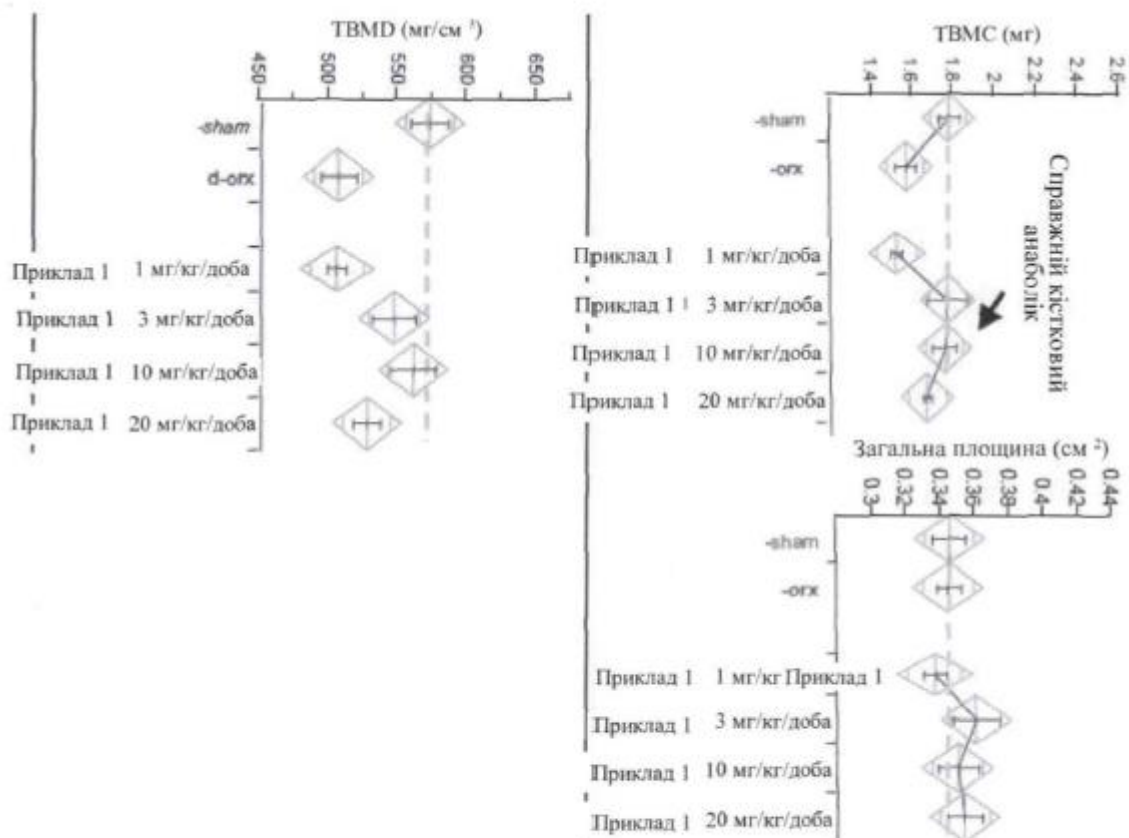 TBMD (мг/см ³)
450 500 550 600
-sham
d-orx
Приклад 1 1 мг/кг/доба
Приклад 1 3 мг/кг/доба
Приклад 1 10 мг/кг/доба
Приклад 1 20 мг/кг/доба
TBMC (мг)
1.4 1.6 1.8 2 2.2 2.4 2.6
-sham
-orx
Приклад 1 1 мг/кг/доба
Приклад 1 3 мг/кг/доба
Приклад 1 10 мг/кг/доба
Приклад 1 20 мг/кг/доба
Справжній кістковий
анаболік
Загальна площина (см ²)
0.3 0.32 0.34 0.36 0.38 0.4 0.42 0.44
-sham
-orx
Приклад 1 1 мг/кг Приклад 1
Приклад 1 3 мг/кг/доба
Приклад 1 10 мг/кг/доба
Приклад 1 20 мг/кг/доба